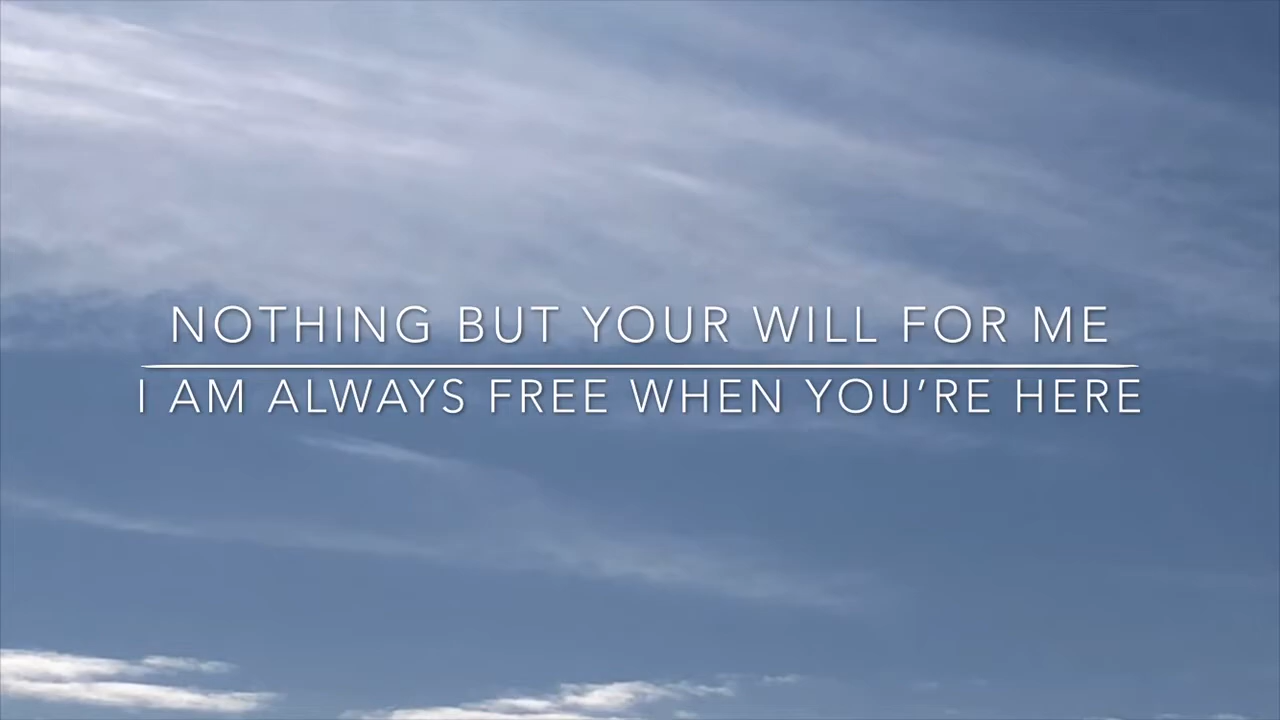 NOTHING BUT YOUR WILL FOR ME
I AM ALWAYS FREE WHEN YOU’RE HERE